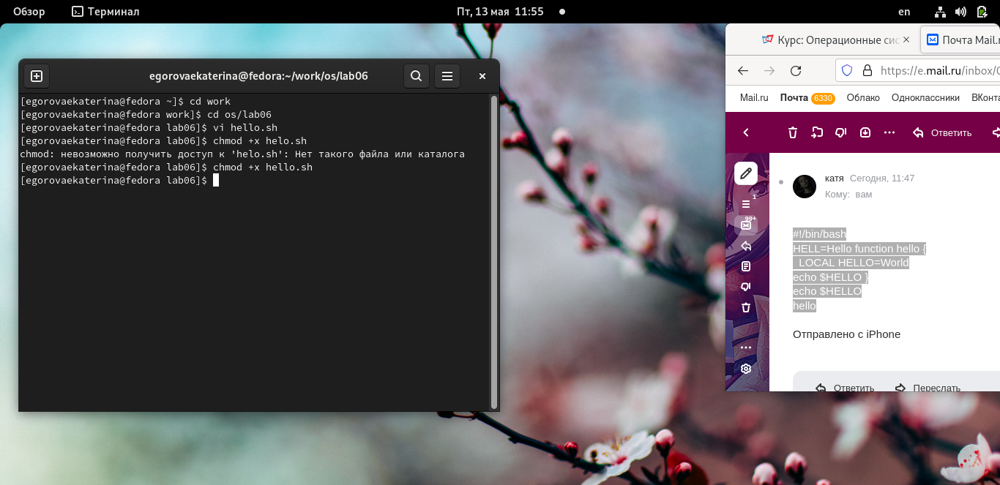 Обзор
Терминал
Пт, 13 мая 11:55
en
egorovaekaterina@fedora:~/work/os/lab06
[egorovaekaterina@fedora ~]$ cd work
[egorovaekaterina@fedora work]$ cd os/lab06
[egorovaekaterina@fedora lab06]$ vi hello.sh
[egorovaekaterina@fedora lab06]$ chmod +x helo.sh
chmod: невозможно получить доступ к 'helo.sh': Нет такого файла или каталога
[egorovaekaterina@fedora lab06]$ chmod +x hello.sh
[egorovaekaterina@fedora lab06]$
Курс: Операционные сис
Почта Mail.r
https://e.mail.ru/inbox/0
Mail.ru Почта 6330 Облако Одноклассники ВКонта
Ответить
1
99+
катя Сегодня, 11:47
Кому: вам
#!/bin/bash
HELL=Hello function hello {
LOCAL HELLO=World
echo $HELLO }
echo $HELLO
hello
Отправлено с iPhone
Ответить Переслать